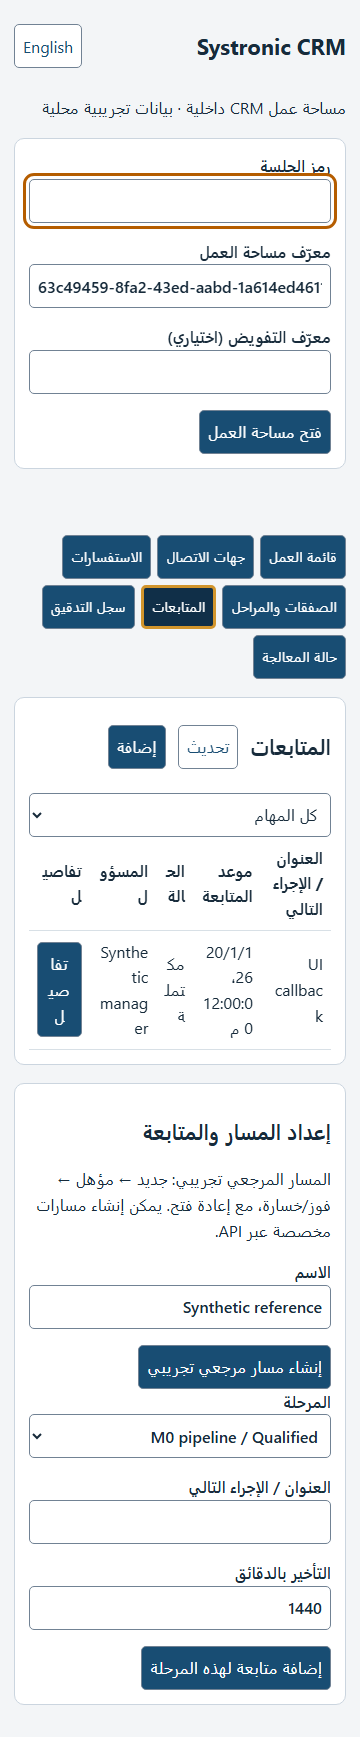 Systronic CRM
English
مساحة عمل CRM داخلية · بيانات تجريبية محلية
رمز الجلسة
معرّف مساحة العمل
63c49459-8fa2-43ed-aabd-1a614ed461
معرّف التفويض (اختياري)
فتح مساحة العمل
قائمة العمل
جهات الاتصال
الاستفسارات
الصفقات والمراحل
المتابعات
سجل التدقيق
حالة المعالجة
المتابعات
تحديث
إضافة
كل المهام
العنوان / الإجراء التالي
موعد المتابعة
الحالة
المسؤول
تفاصيل
UI callback
20/1/1 26، 12:00:00 م
مكتملة
Synthetic manager
تفاصيل
إعداد المسار والمتابعة
المسار المرجعي تجريبي: جديد ← مؤهل ←
فوز/خسارة، مع إعادة فتح. يمكن إنشاء مسارات
مخصصة عبر API.
الاسم
Synthetic reference
إنشاء مسار مرجعي تجريبي
المرحلة
M0 pipeline / Qualified
العنوان / الإجراء التالي
التأخير بالدقائق
1440
إضافة متابعة لهذه المرحلة